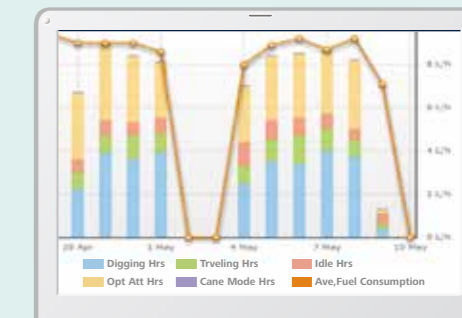 8 L/h
6 L/h
4 L/h
2 L/h
0 L/h
28 Apr 1 May 4 May 7 May 10 May
Digging Hrs Trveling Hrs Idle Hrs
Opt Att Hrs Cane Mode Hrs Ave,Fuel Consumption